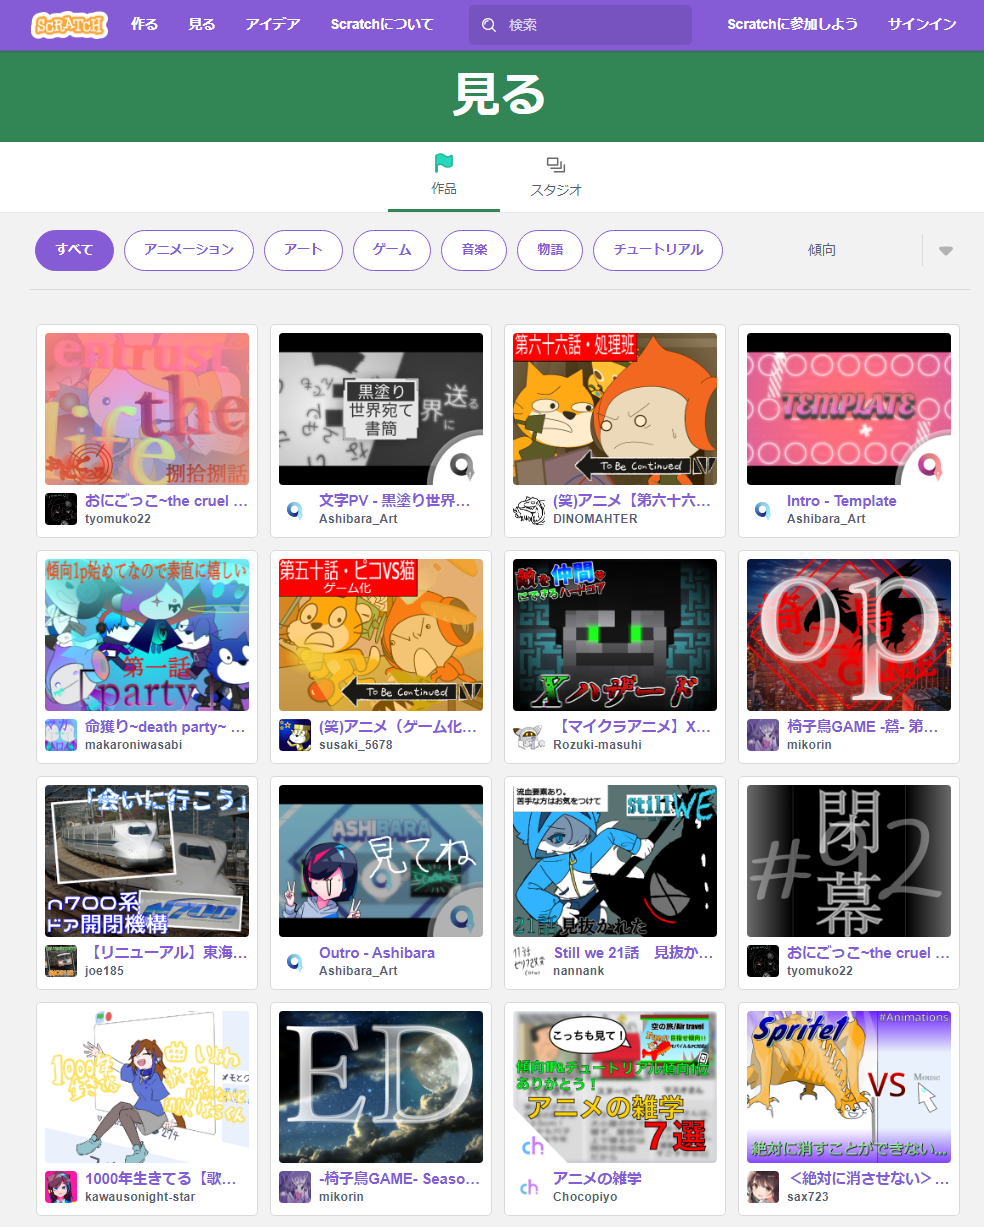 SCRATCH 作る 見る アイデア Scratchについて 検索 Scratchに参加しよう サインイン
見る
作品 スタジオ
すべて アニメーション アート ゲーム 音楽 物語 チュートリアル 傾向
entrust
the
life
捌拾捌話
おにごっこ~the cruel ...
tyomuko22
黒塗り
世界宛て
書簡
送る
界に
文字PV - 黒塗り世界...
Ashibara_Art
第六十六話・処理班
To Be Continued
(笑)アニメ【第六十六...
DINOMAHTER
TEMPLATE
Intro - Template
Ashibara_Art
傾向1p始めてなので素直に嬉しい
第一話
party
命獲り~death party~ ...
makaroniwasabi
第五十話・ピコVS猫
ゲーム化
To Be Continued
(笑)アニメ（ゲーム化...
susaki_5678
敵を仲間
にできるハードコア
Xハザード
【マイクラアニメ】X...
Rozuki-masuhi
op
椅子鳥GAME -鵟- 第...
mikorin
「会いに行こう」
N700系
ドア開閉機構
N700
【リニューアル】東海...
joe185
ASHIBARA
見てね
Outro - Ashibara
Ashibara_Art
流血要素あり。
苦手な方はお気をつけて
Still WE
21話 見抜かれた
Still we 21話　見抜か...
nannank
#92
閉幕
おにごっこ~the cruel ...
tyomuko22
1000年
生き
1000年生きてる【歌...
kawausonight-star
ED
-椅子鳥GAME- Seaso...
mikorin
こっちも見て！
空の旅/Air travel
傾向1P&チュートリアル傾向1位
ありがとう！
アニメの雑学
7選
ch
アニメの雑学
Chocopiyo
#Animations
Sprite1
VS
Mouse
絶対に消すことができない...
＜絶対に消させない＞...
sax723